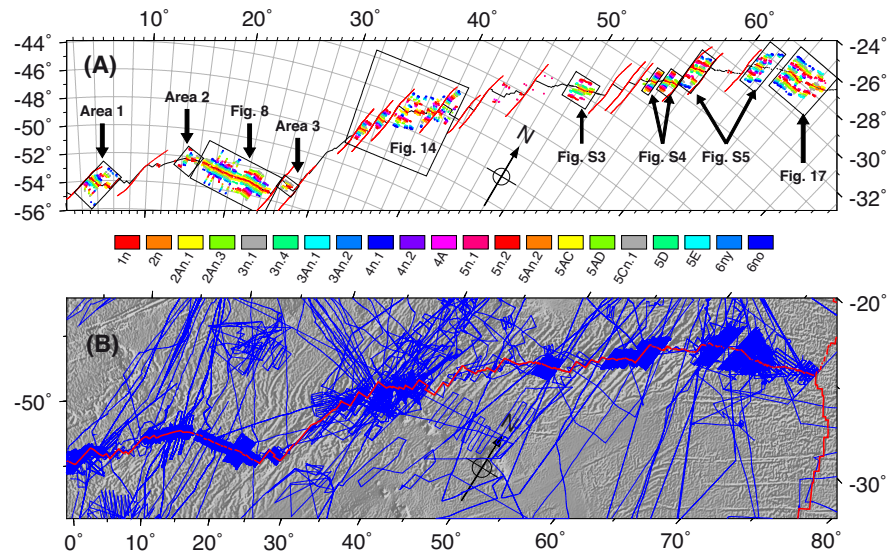 10° 20° 30° 40° 50° 60°
-44
-46
-48
-50
-52
-54
-56
-24
-26
-28
-30
-32
(A)
Area 1
Area 2
Fig. 8
Area 3
Fig. 14
N
Fig. S3
Fig. S4
Fig. S5
Fig. 17
1n
2n
2An.1
2An.3
3n.1
3n.4
3An.1
3An.2
4n.1
4n.2
4A
5n.1
5n.2
5An.2
5AC
5AD
5Cn.1
5D
5E
6ny
6no
(B)
-20°
-50°
N
-30°
0° 10° 20° 30° 40° 50° 60° 70° 80°